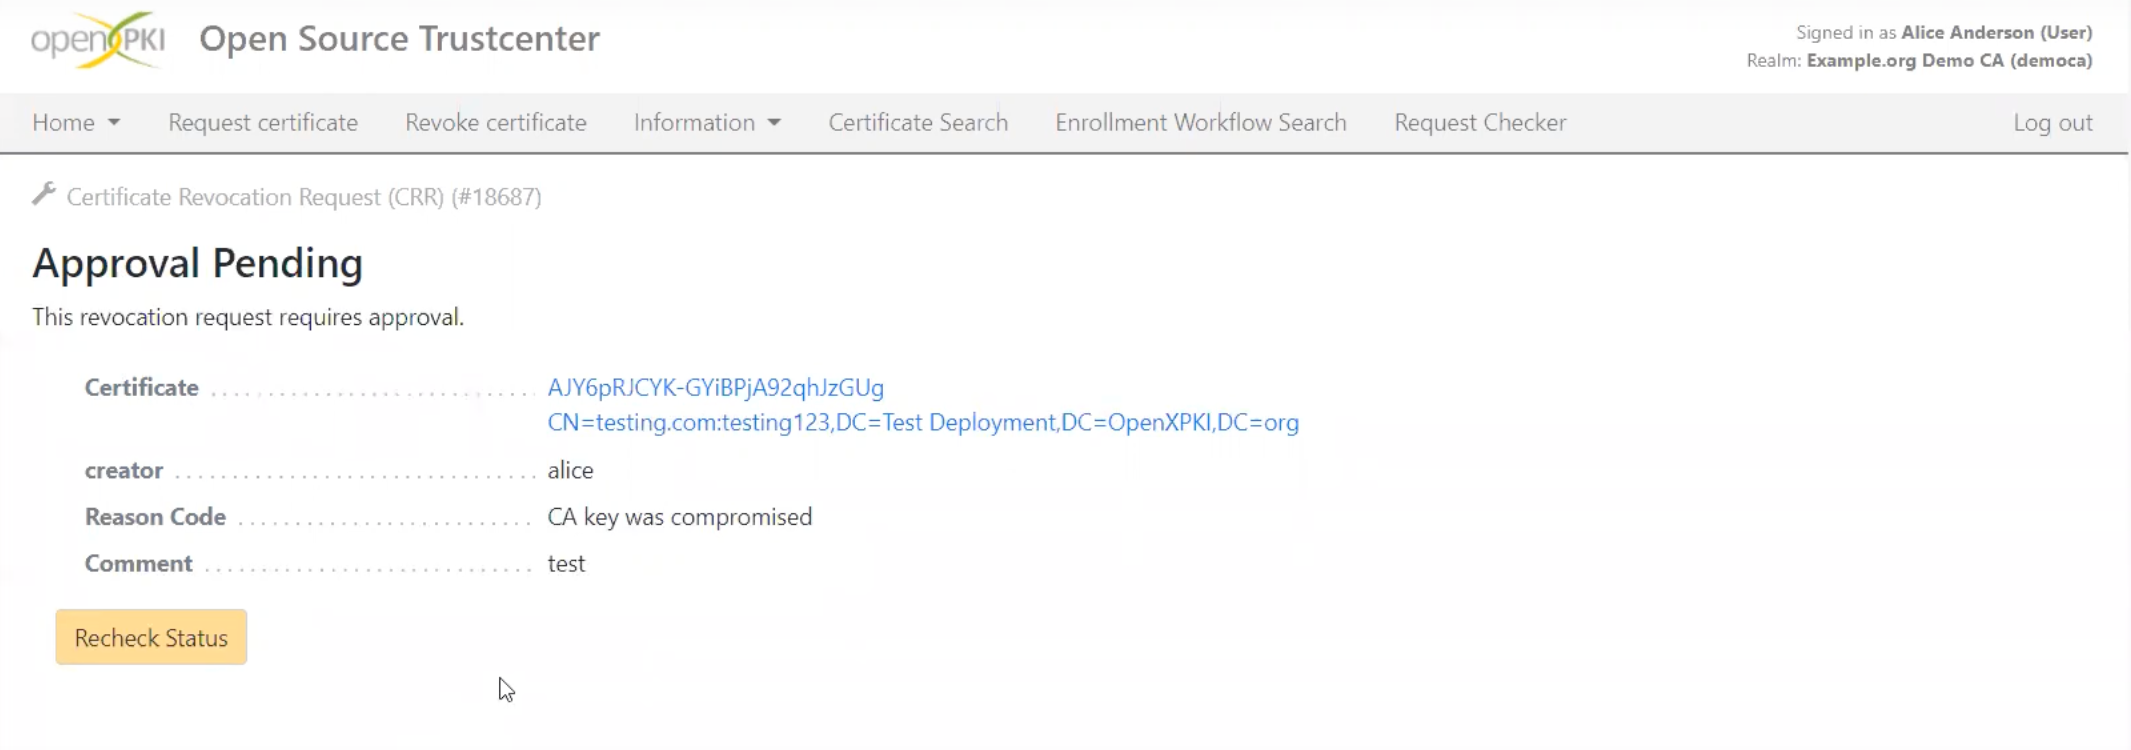 openXPKI Open Source Trustcenter
Signed in as Alice Anderson (User)
Realm: Example.org Demo CA (democa)
Home Request certificate Revoke certificate Information Certificate Search Enrollment Workflow Search Request Checker Log out
Certificate Revocation Request (CRR) (#18687)
Approval Pending
This revocation request requires approval.
Certificate AJY6pRJCYK-GYiBPjA92qhJzGUg
CN=testing.com:testing123,DC=Test Deployment,DC=OpenXPKI,DC=org
creator alice
Reason Code CA key was compromised
Comment test
Recheck Status